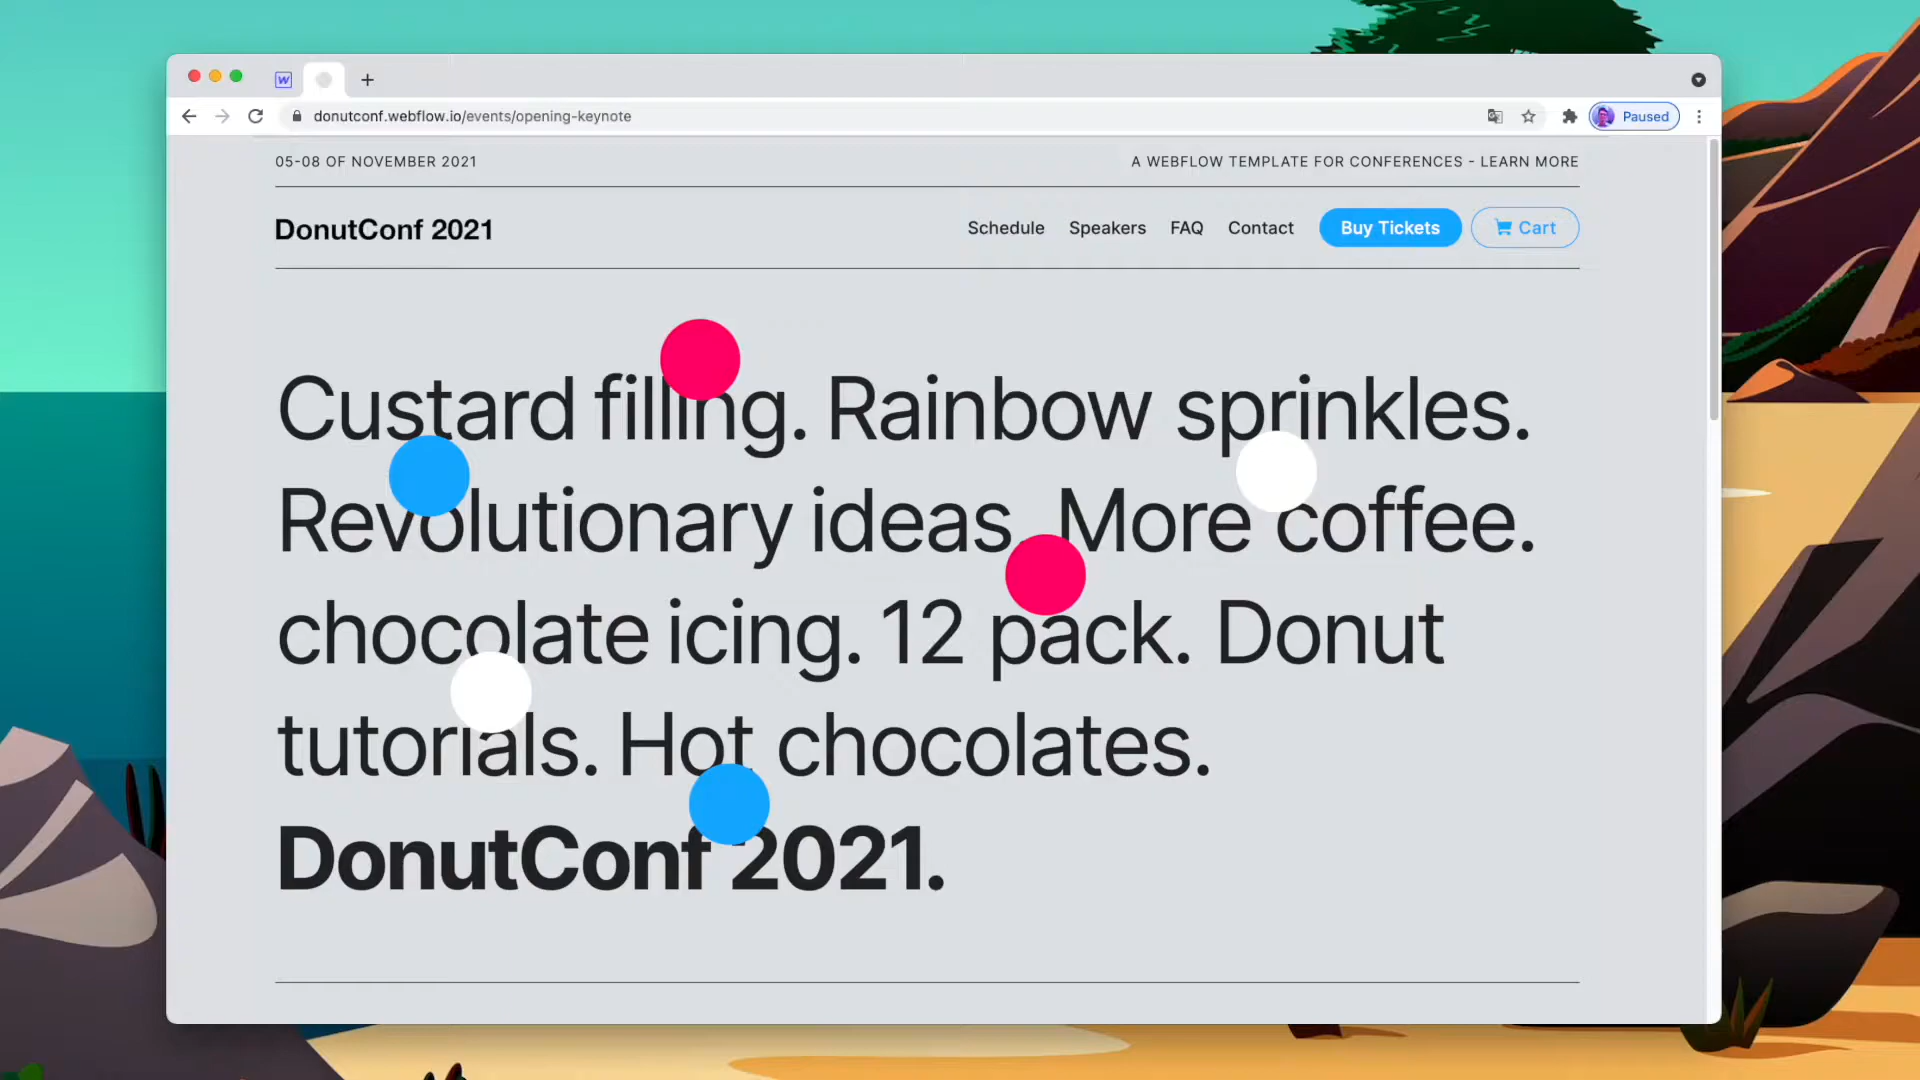 donutconf.webflow.io/events/opening-keynote
Paused
05-08 OF NOVEMBER 2021
A WEBFLOW TEMPLATE FOR CONFERENCES - LEARN MORE
DonutConf 2021
Schedule
Speakers
FAQ
Contact
Buy Tickets
Cart
Custard filling. Rainbow sprinkles.
Revolutionary ideas. More coffee.
chocolate icing. 12 pack. Donut
tutorials. Hot chocolates.
DonutConf 2021.